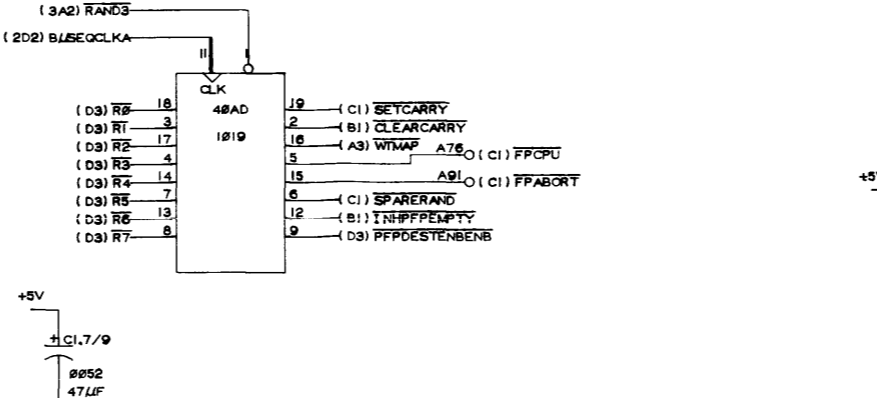 (3A2) RAND3
(2D2) BUSEQCLKA
11 1
CLK
40AD
1019
(D3) R0 18
(D3) R1 3
(D3) R2 17
(D3) R3 4
(D3) R4 14
(D3) R5 7
(D3) R6 13
(D3) R7 8
19 (C1) SETCARRY
2 (B1) CLEARCARRY
16 (A3) WTMAP
5 A76 (C1) FPCPU
15 A91 (C1) FPABORT
6 (C1) SPARERAND
12 (B1) INHPFPEMPTY
9 (D3) PFPDESTENBENB
+5V
+ C1,7/9
0052
47µF